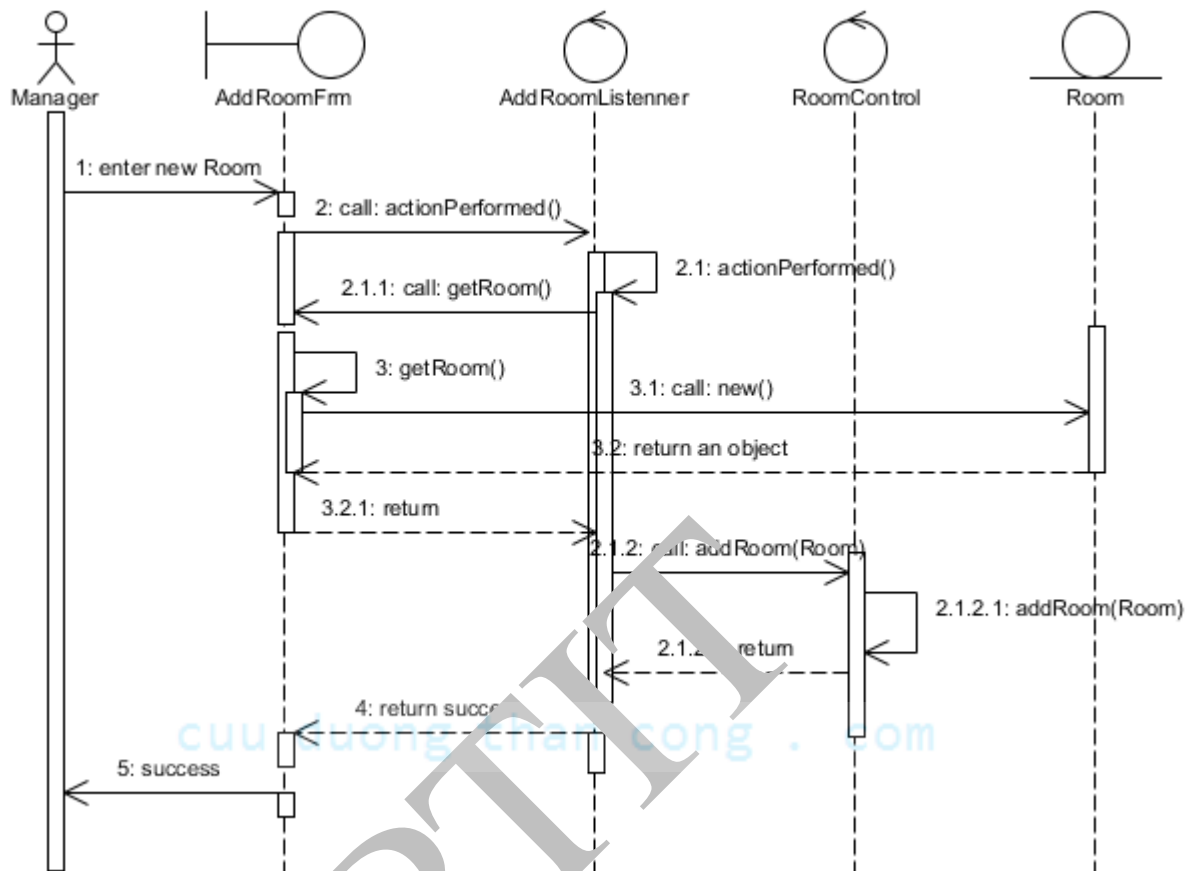 Manager AddRoomFrm AddRoomListenner RoomControl Room
1: enter new Room
2: call: actionPerformed()
2.1: actionPerformed()
2.1.1: call: getRoom()
3: getRoom()
3.1: call: new()
3.2: return an object
3.2.1: return
2.1.2: call: addRoom(Room)
2.1.2.1: addRoom(Room)
return
4: return
cuu duong than cong . com
5: success
PTIT